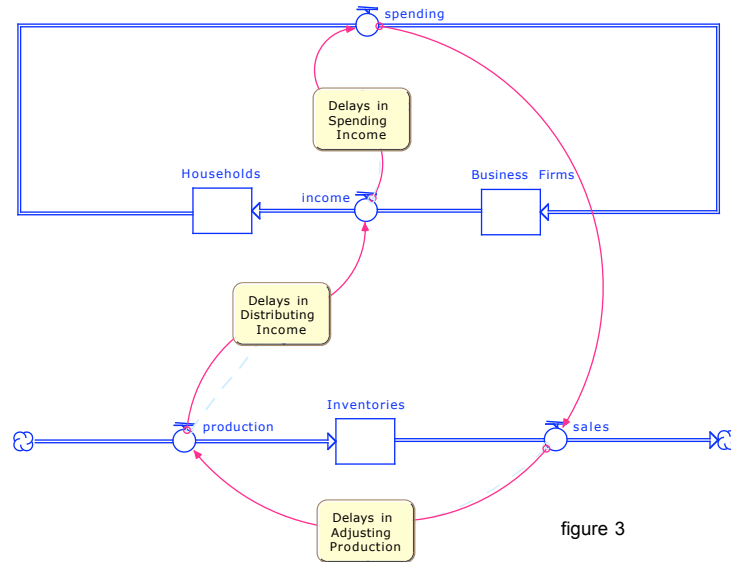 spending
Delays in
Spending
Income
Households
Business Firms
income
Delays in
Distributing
Income
Inventories
production
sales
Delays in
Adjusting
Production
figure 3